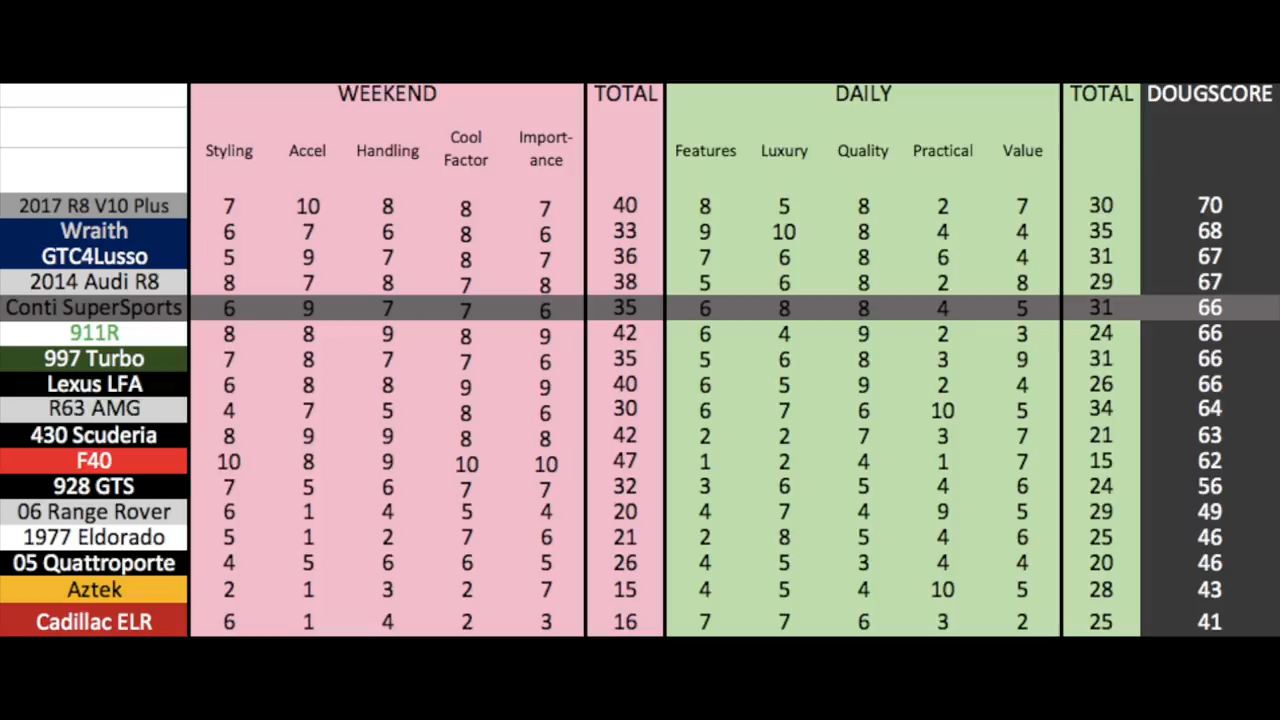 WEEKEND TOTAL DAILY TOTAL DOUGSCORE
Styling Accel Handling Cool Factor Import-ance Features Luxury Quality Practical Value
2017 R8 V10 Plus 7 10 8 8 7 40 8 5 8 2 7 30 70
Wraith 6 7 6 8 6 33 9 10 8 4 4 35 68
GTC4Lusso 5 9 7 8 7 36 7 6 8 6 4 31 67
2014 Audi R8 8 7 8 7 8 38 5 6 8 2 8 29 67
Conti SuperSports 6 9 7 7 6 35 6 8 8 4 5 31 66
911R 8 8 9 8 9 42 6 4 9 2 3 24 66
997 Turbo 7 8 7 7 6 35 5 6 8 3 9 31 66
Lexus LFA 6 8 8 9 9 40 6 5 9 2 4 26 66
R63 AMG 4 7 5 8 6 30 6 7 6 10 5 34 64
430 Scuderia 8 9 9 8 8 42 2 2 7 3 7 21 63
F40 10 8 9 10 10 47 1 2 4 1 7 15 62
928 GTS 7 5 6 7 7 32 3 6 5 4 6 24 56
06 Range Rover 6 1 4 5 4 20 4 7 4 9 5 29 49
1977 Eldorado 5 1 2 7 6 21 2 8 5 4 6 25 46
05 Quattroporte 4 5 6 6 5 26 4 5 3 4 4 20 46
Aztek 2 1 3 2 7 15 4 5 4 10 5 28 43
Cadillac ELR 6 1 4 2 3 16 7 7 6 3 2 25 41